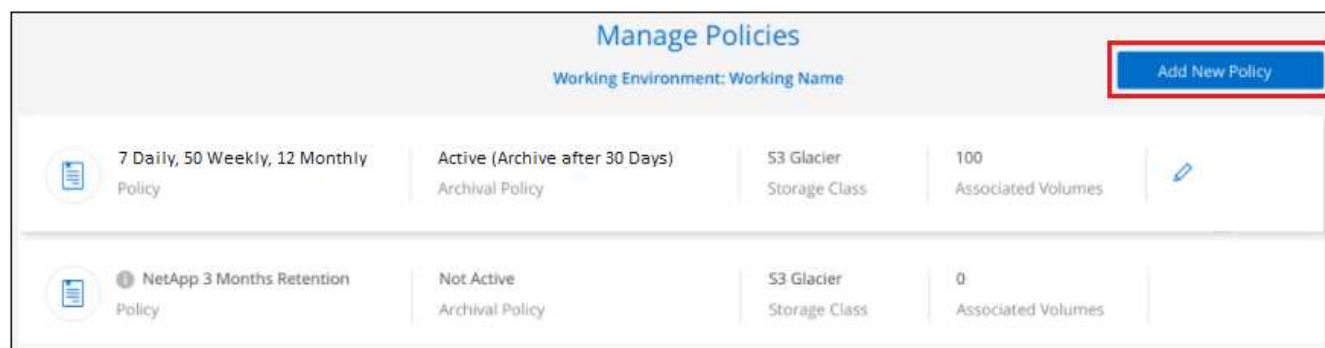 Manage Policies
Working Environment: Working Name
Add New Policy
7 Daily, 50 Weekly, 12 Monthly
Policy
Active (Archive after 30 Days)
Archival Policy
S3 Glacier
Storage Class
100
Associated Volumes
NetApp 3 Months Retention
Policy
Not Active
Archival Policy
S3 Glacier
Storage Class
0
Associated Volumes